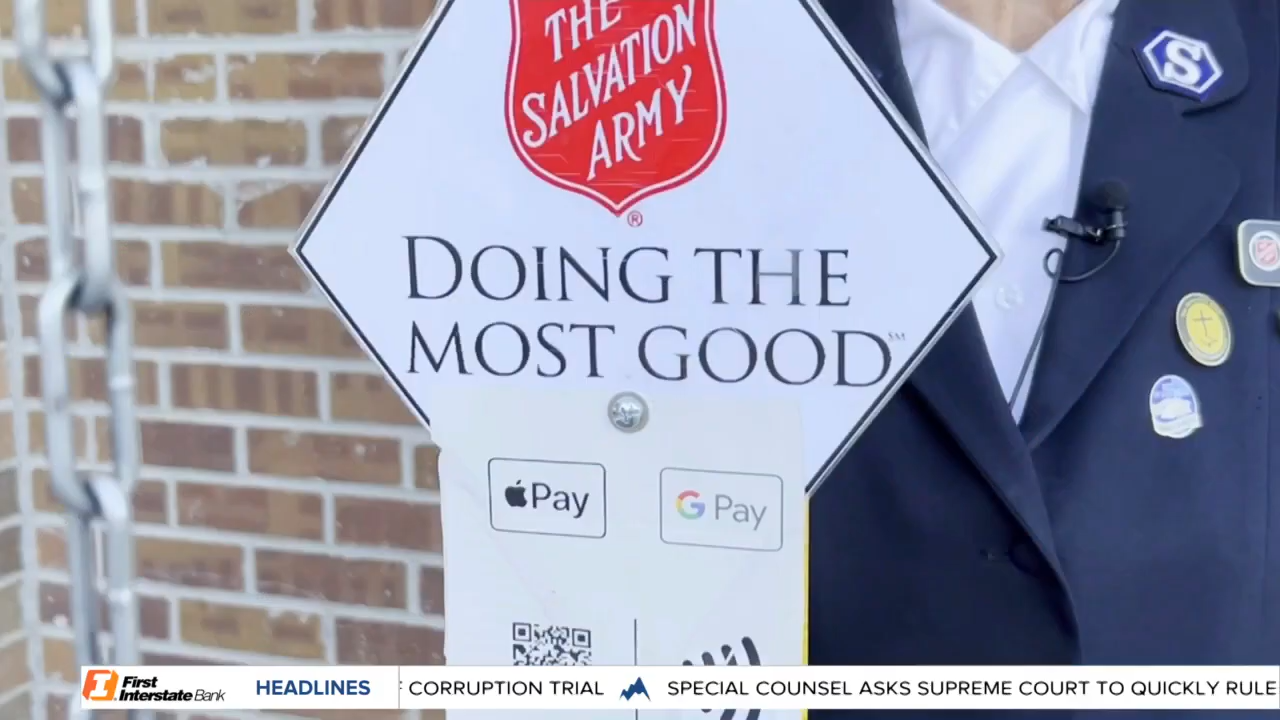 THE
SALVATION
ARMY
®
DOING THE
MOST GOOD℠
Pay
G Pay
S
First
Interstate Bank
HEADLINES
CORRUPTION TRIAL
SPECIAL COUNSEL ASKS SUPREME COURT TO QUICKLY RULE